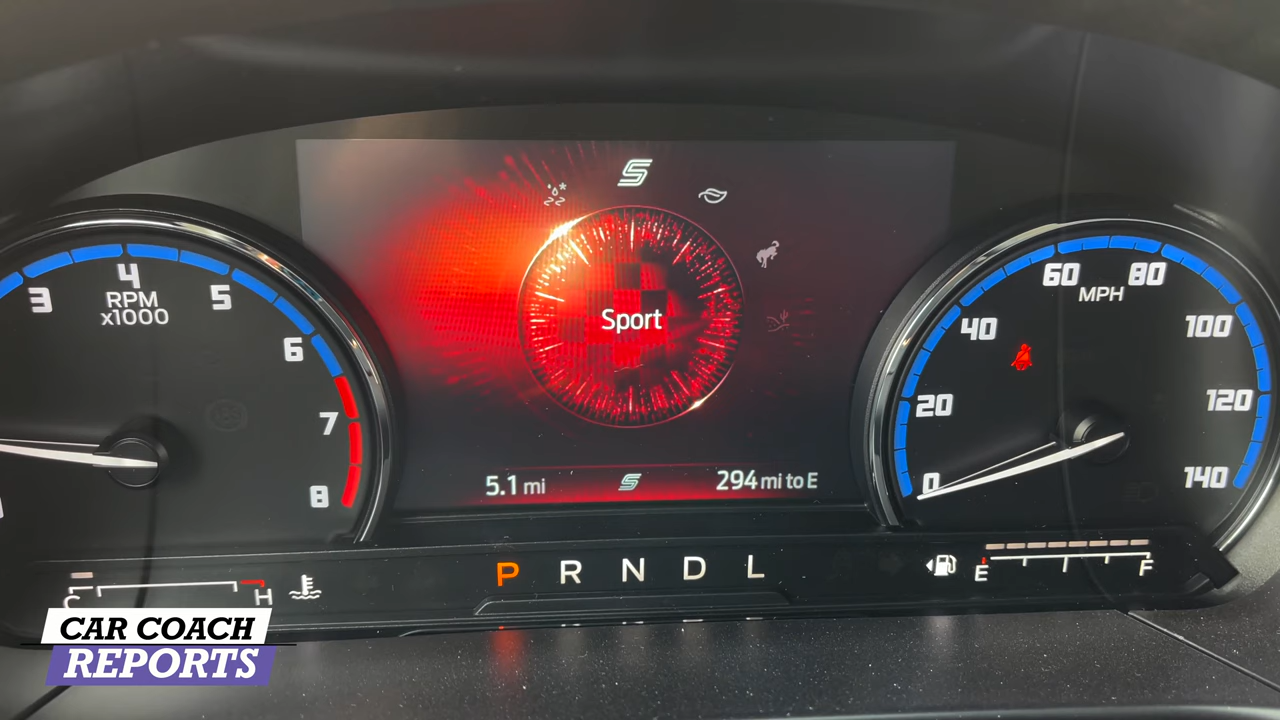 S
3
4
5
6
7
8
RPM
x1000
Sport
60
80
MPH
40
100
20
120
0
140
5.1 mi
S
294 mi to E
P R N D L
C
H
E
F
CAR COACH
REPORTS